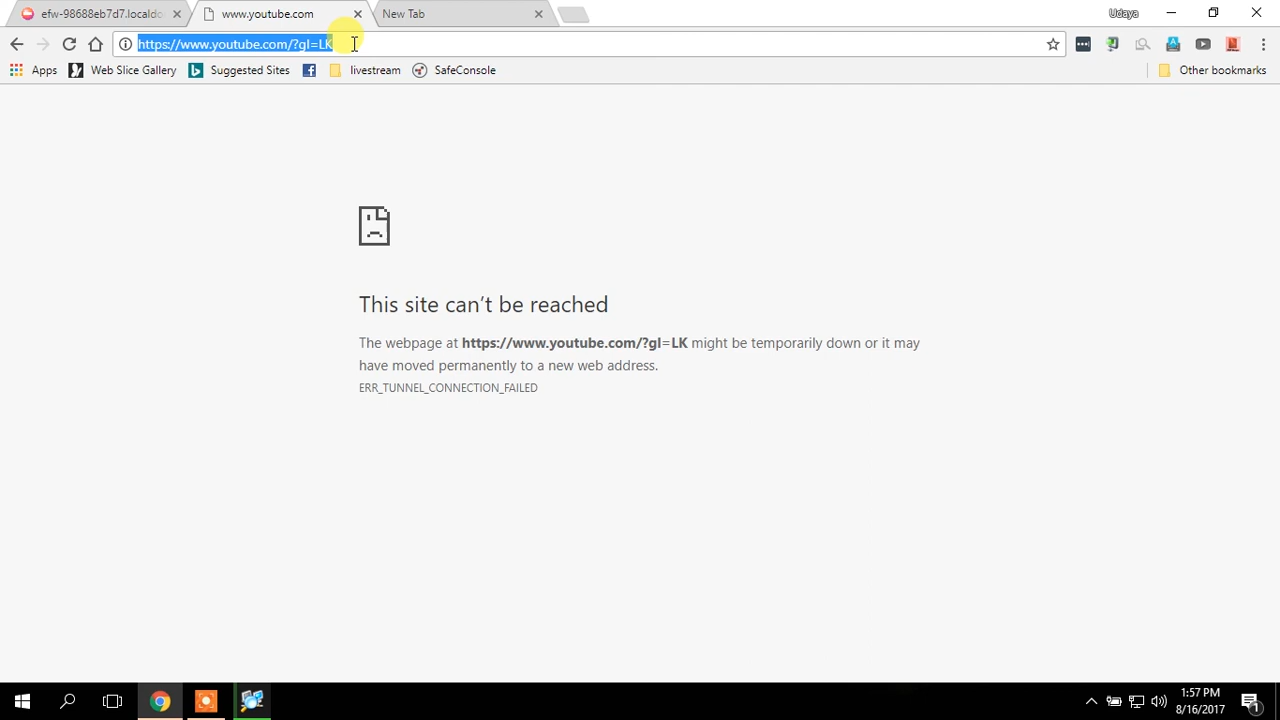 efw-98688eb7d7.localdo
www.youtube.com
New Tab
Udaya
https://www.youtube.com/?gl=LK
Apps
Web Slice Gallery
Suggested Sites
livestream
SafeConsole
Other bookmarks
This site can't be reached
The webpage at https://www.youtube.com/?gl=LK might be temporarily down or it may
have moved permanently to a new web address.
ERR_TUNNEL_CONNECTION_FAILED
1:57 PM
8/16/2017
1